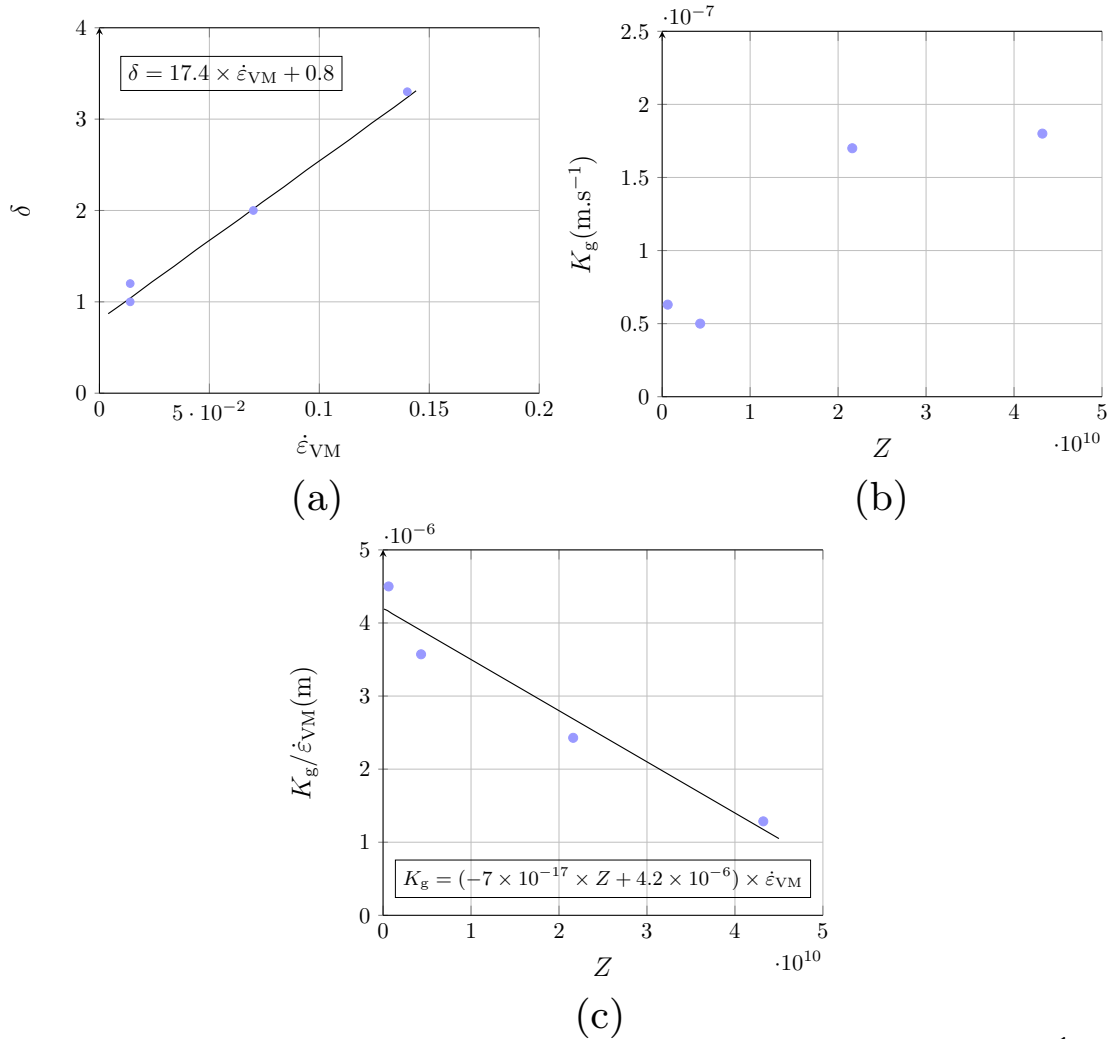 4
3
2
1
0
δ
δ = 17.4 × ε̇VM + 0.8
0 5 · 10⁻² 0.1 0.15 0.2
ε̇VM
(a)
·10⁻⁷
2.5
2
1.5
1
0.5
0
Kg(m.s⁻¹)
0 1 2 3 4 5
·10¹⁰
Z
(b)
·10⁻⁶
5
4
3
2
1
0
Kg/ε̇VM(m)
Kg = (−7 × 10⁻¹⁷ × Z + 4.2 × 10⁻⁶) × ε̇VM
0 1 2 3 4 5
·10¹⁰
Z
(c)